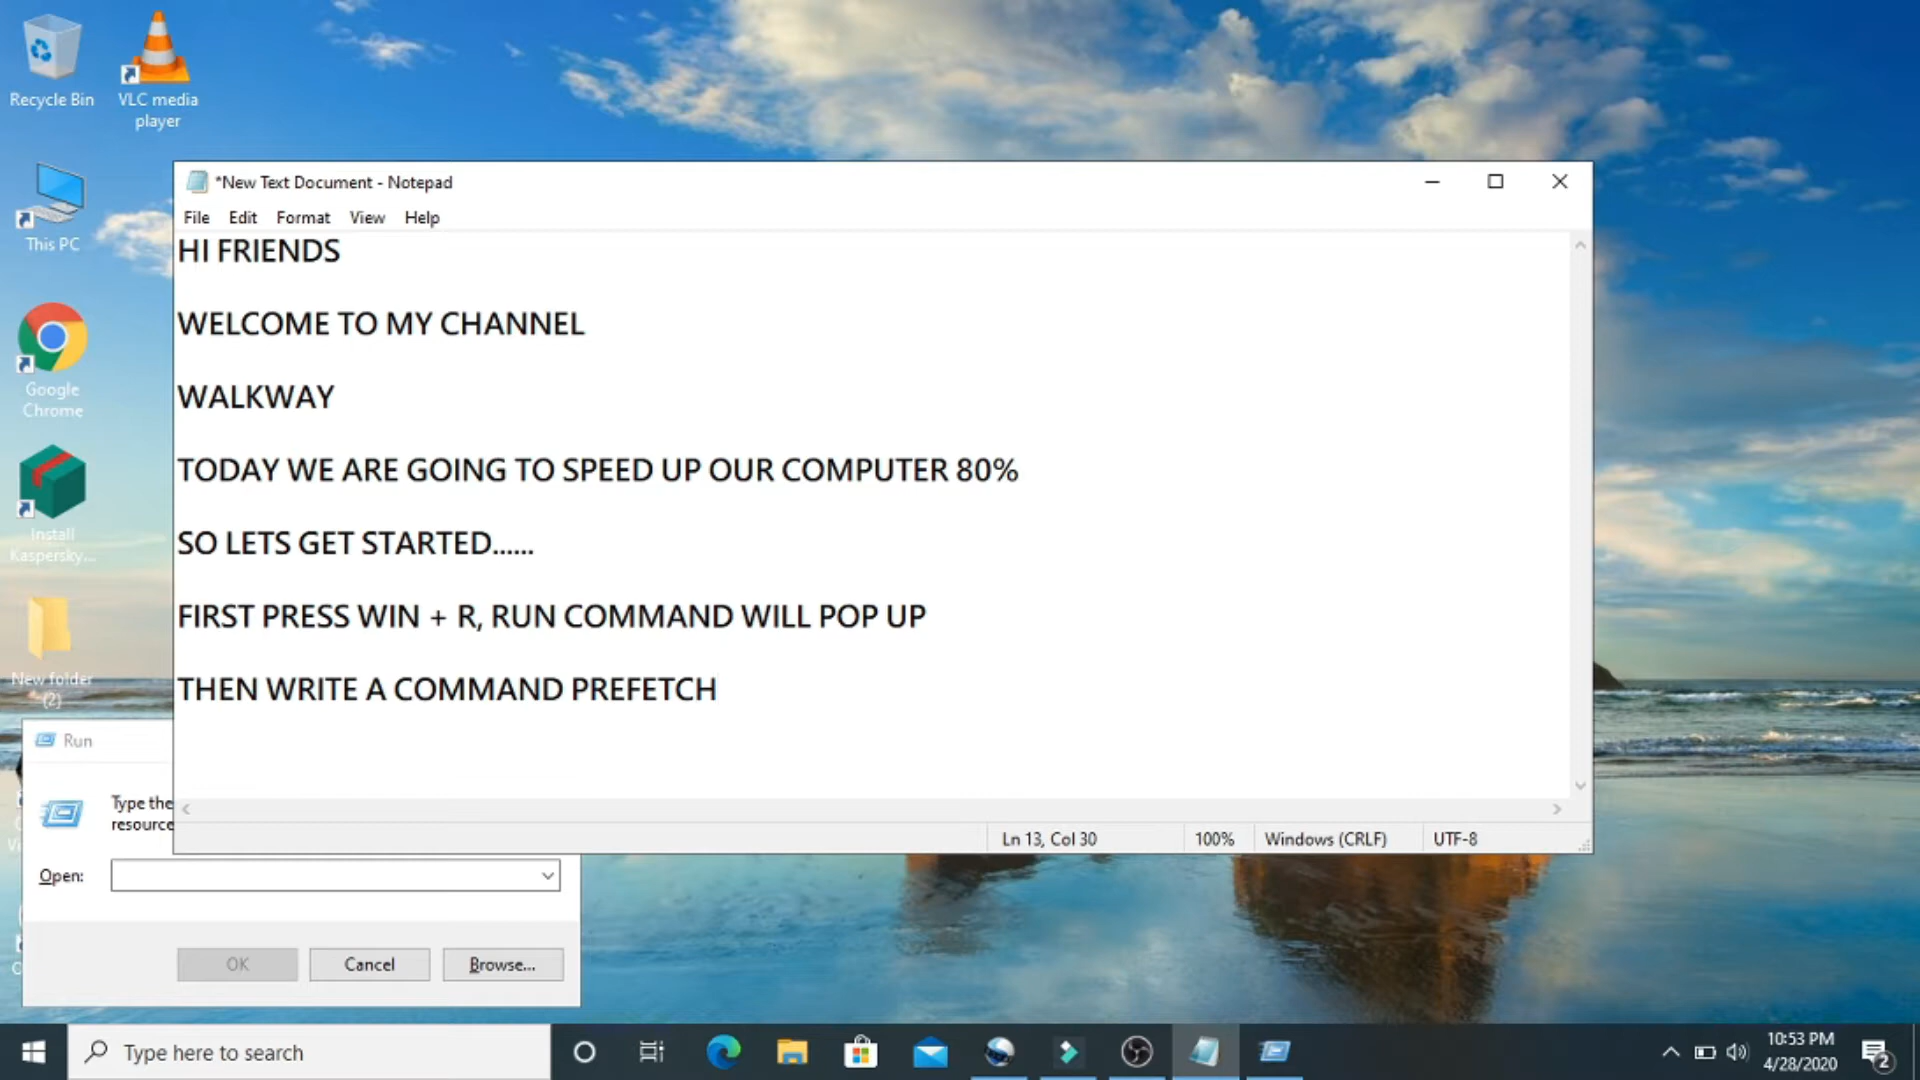 Recycle Bin
VLC media
player
This PC
Google
Chrome
Install
Kaspersky...
New folder
(2)
*New Text Document - Notepad
File Edit Format View Help
HI FRIENDS
WELCOME TO MY CHANNEL
WALKWAY
TODAY WE ARE GOING TO SPEED UP OUR COMPUTER 80%
SO LETS GET STARTED......
FIRST PRESS WIN + R, RUN COMMAND WILL POP UP
THEN WRITE A COMMAND PREFETCH
Ln 13, Col 30 100% Windows (CRLF) UTF-8
Run
Type the
resource
Open:
OK Cancel Browse...
Type here to search
10:53 PM
4/28/2020
2